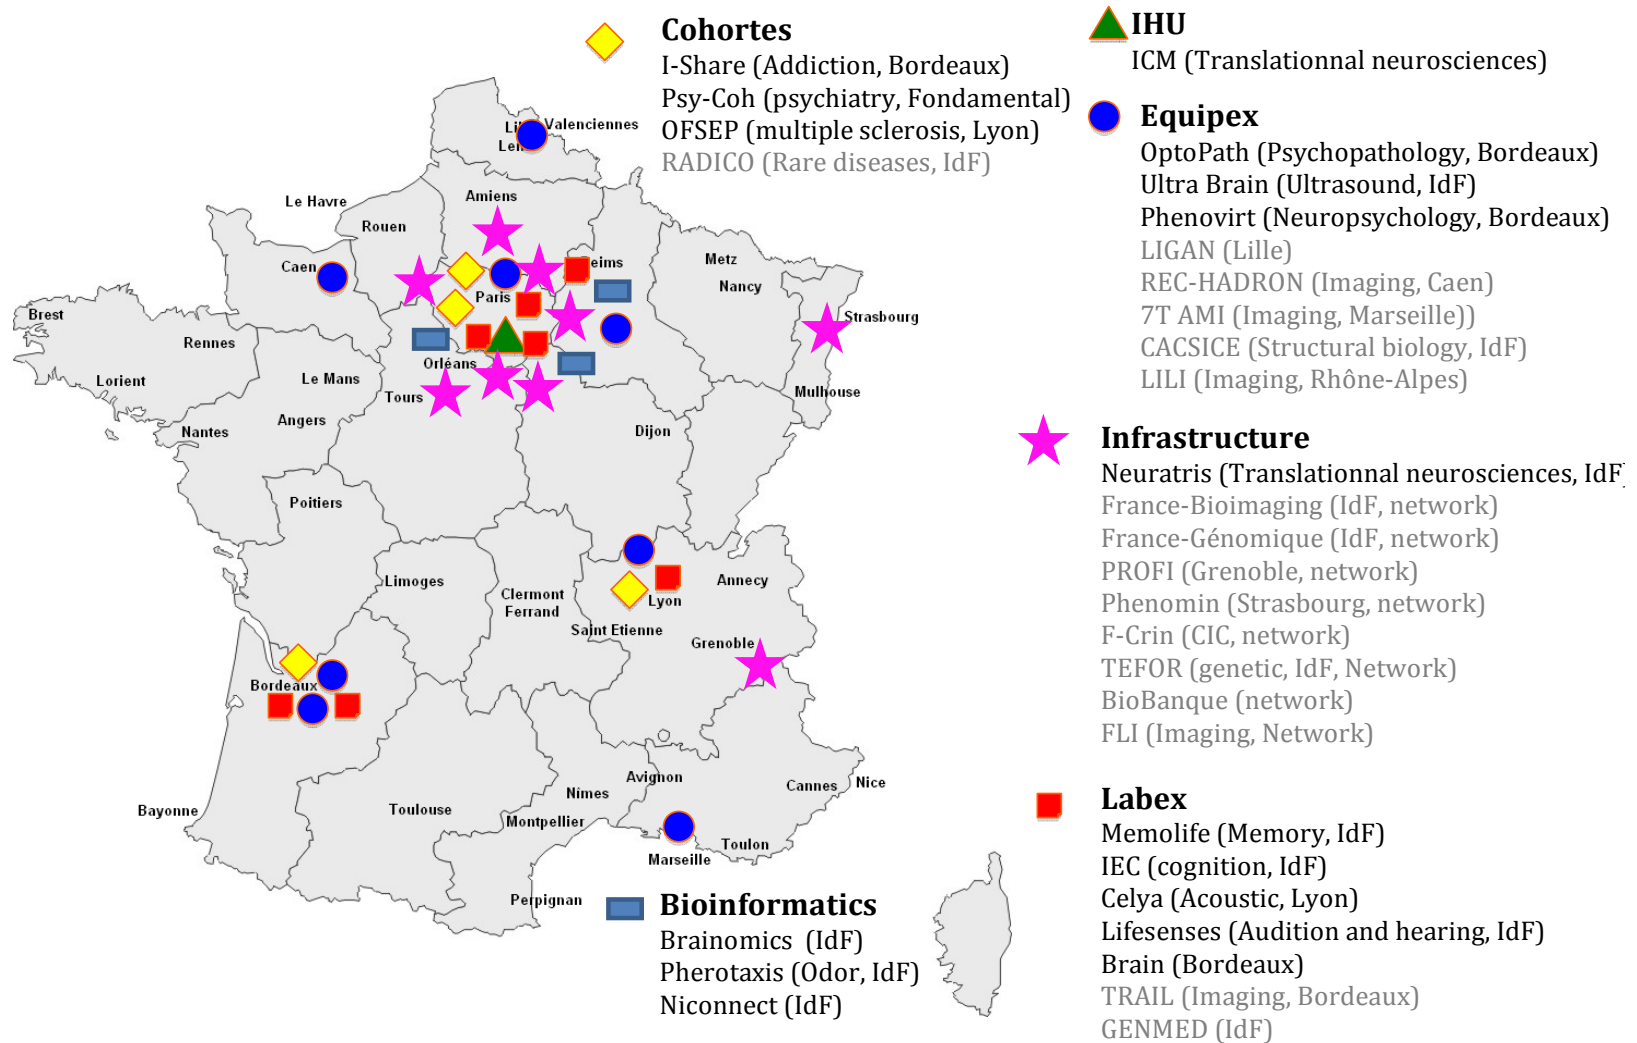 Cohortes
I-Share (Addiction, Bordeaux)
Psy-Coh (psychiatry, Fondamental)
OFSEP (multiple sclerosis, Lyon)
RADICO (Rare diseases, IdF)
IHU
ICM (Translationnal neurosciences)
Equipex
OptoPath (Psychopathology, Bordeaux)
Ultra Brain (Ultrasound, IdF)
Phenovirt (Neuropsychology, Bordeaux)
LIGAN (Lille)
REC-HADRON (Imaging, Caen)
7T AMI (Imaging, Marseille))
CACSICE (Structural biology, IdF)
LILI (Imaging, Rhône-Alpes)
Infrastructure
Neuratris (Translationnal neurosciences, IdF)
France-Bioimaging (IdF, network)
France-Génomique (IdF, network)
PROFI (Grenoble, network)
Phenomin (Strasbourg, network)
F-Crin (CIC, network)
TEFOR (genetic, IdF, Network)
BioBanque (network)
FLI (Imaging, Network)
Labex
Memolife (Memory, IdF)
IEC (cognition, IdF)
Celya (Acoustic, Lyon)
Lifesenses (Audition and hearing, IdF)
Brain (Bordeaux)
TRAIL (Imaging, Bordeaux)
GENMED (IdF)
Bioinformatics
Brainomics (IdF)
Pherotaxis (Odor, IdF)
Niconnect (IdF)
Valenciennes
Amiens
Le Havre
Rouen
Caen
Reims
Metz
Nancy
Paris
Strasbourg
Brest
Rennes
Orléans
Le Mans
Lorient
Tours
Mulhouse
Angers
Nantes
Dijon
Poitiers
Limoges
Annecy
Clermont
Ferrand
Lyon
Saint Etienne
Grenoble
Bordeaux
Avignon
Cannes
Nice
Nîmes
Bayonne
Toulouse
Montpellier
Toulon
Marseille
Perpignan